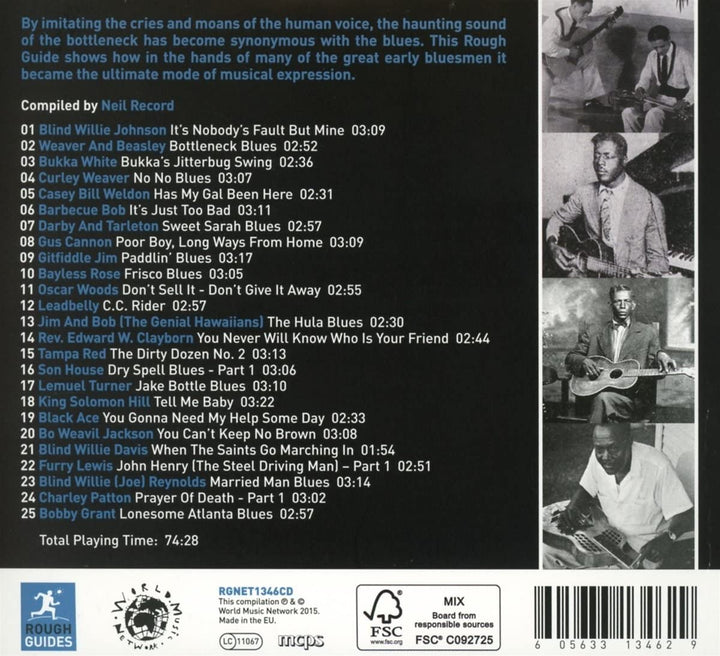 By imitating the cries and moans of the human voice, the haunting sound
of the bottleneck has become synonymous with the blues. This Rough
Guide shows how in the hands of many of the great early bluesmen it
became the ultimate mode of musical expression.
Compiled by Neil Record
01 Blind Willie Johnson It's Nobody's Fault But Mine 03:09
02 Weaver And Beasley Bottleneck Blues 02:52
03 Bukka White Bukka's Jitterbug Swing 02:36
04 Curley Weaver No No Blues 03:07
05 Casey Bill Weldon Has My Gal Been Here 02:31
06 Barbecue Bob It's Just Too Bad 03:11
07 Darby And Tarleton Sweet Sarah Blues 02:57
08 Gus Cannon Poor Boy, Long Ways From Home 03:09
09 Gitfiddle Jim Paddlin' Blues 03:17
10 Bayless Rose Frisco Blues 03:05
11 Oscar Woods Don't Sell It - Don't Give It Away 02:55
12 Leadbelly C.C. Rider 02:57
13 Jim And Bob (The Genial Hawaiians) The Hula Blues 02:30
14 Rev. Edward W. Clayborn You Never Will Know Who Is Your Friend 02:44
15 Tampa Red The Dirty Dozen No. 2 03:13
16 Son House Dry Spell Blues - Part 1 03:06
17 Lemuel Turner Jake Bottle Blues 03:10
18 King Solomon Hill Tell Me Baby 03:22
19 Black Ace You Gonna Need My Help Some Day 02:33
20 Bo Weavil Jackson You Can't Keep No Brown 03:08
21 Blind Willie Davis When The Saints Go Marching In 01:54
22 Furry Lewis John Henry (The Steel Driving Man) – Part 1 02:51
23 Blind Willie (Joe) Reynolds Married Man Blues 03:14
24 Charley Patton Prayer Of Death - Part 1 03:02
25 Bobby Grant Lonesome Atlanta Blues 02:57
Total Playing Time: 74:28
ROUGH
GUIDES
WORLD MUSIC
NETWORK
RGNET1346CD
This compilation ℗ & ©
World Music Network 2015.
Made in the EU.
LC 11067
mcps
FSC
www.fsc.org
MIX
Board from
responsible sources
FSC® C092725
6 05633 13462 9